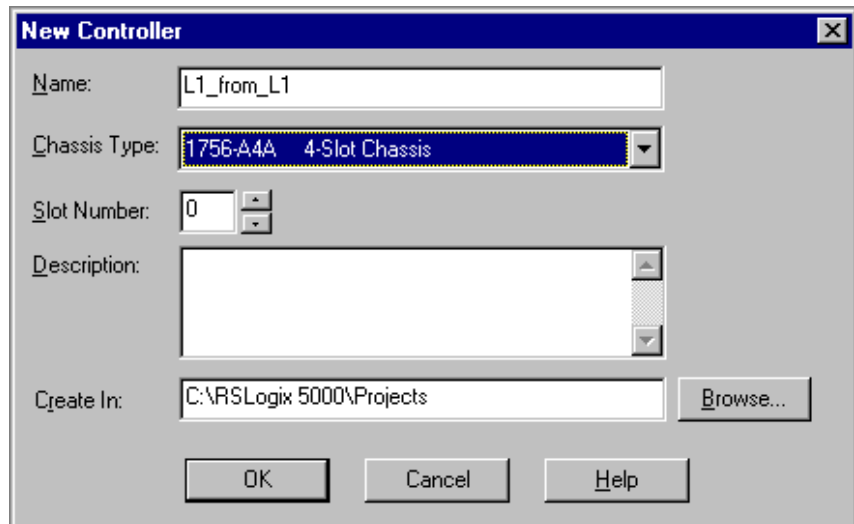 New Controller
Name: L1_from_L1
Chassis Type: 1756-A4A 4-Slot Chassis
Slot Number: 0
Description:
Create In: C:\RSLogix 5000\Projects Browse...
OK Cancel Help